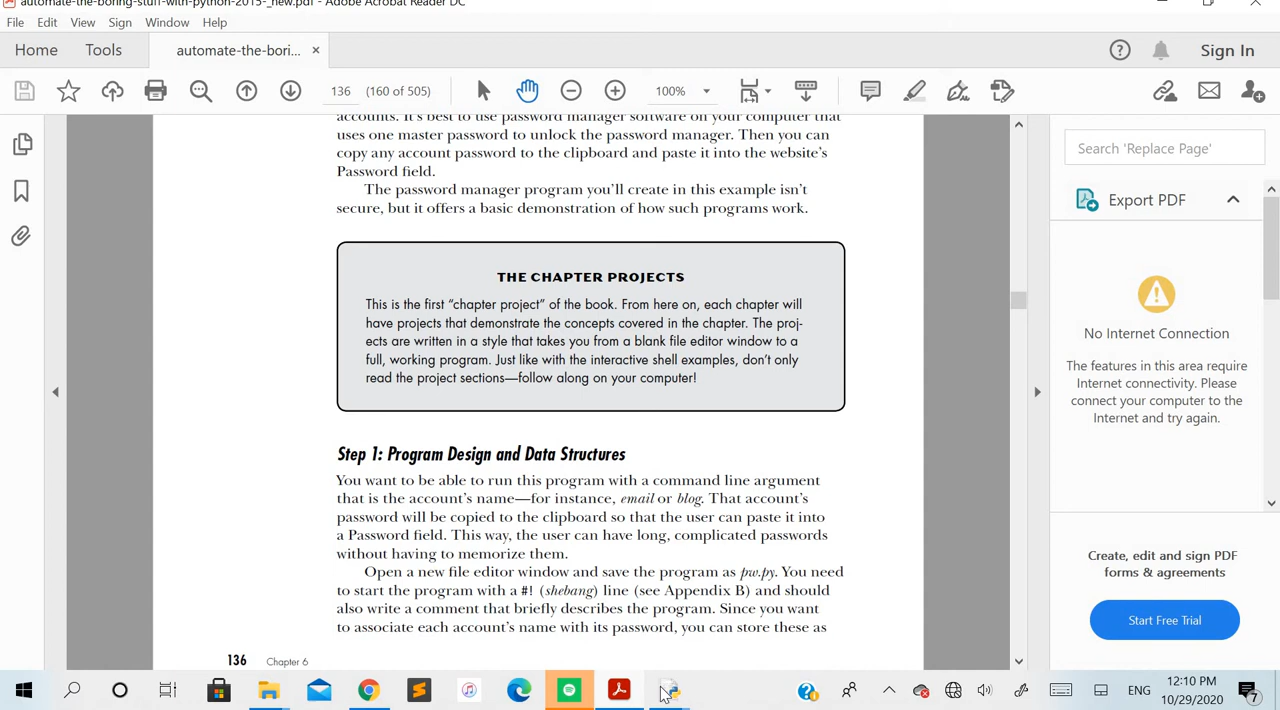 automate-the-boring-stuff-with-python-2015-_new.pdf - Adobe Acrobat Reader DC
File Edit View Sign Window Help
Home Tools automate-the-bori... × Sign In
136 (160 of 505) 100%
accounts. It's best to use password manager software on your computer that
uses one master password to unlock the password manager. Then you can
copy any account password to the clipboard and paste it into the website's
Password field.
The password manager program you'll create in this example isn't
secure, but it offers a basic demonstration of how such programs work.
THE CHAPTER PROJECTS
This is the first “chapter project” of the book. From here on, each chapter will
have projects that demonstrate the concepts covered in the chapter. The proj-
ects are written in a style that takes you from a blank file editor window to a
full, working program. Just like with the interactive shell examples, don't only
read the project sections—follow along on your computer!
Step 1: Program Design and Data Structures
You want to be able to run this program with a command line argument
that is the account's name—for instance, email or blog. That account's
password will be copied to the clipboard so that the user can paste it into
a Password field. This way, the user can have long, complicated passwords
without having to memorize them.
Open a new file editor window and save the program as pw.py. You need
to start the program with a #! (shebang) line (see Appendix B) and should
also write a comment that briefly describes the program. Since you want
to associate each account's name with its password, you can store these as
136 Chapter 6
Search 'Replace Page'
Export PDF
No Internet Connection
The features in this area require
Internet connectivity. Please
connect your computer to the
Internet and try again.
Create, edit and sign PDF
forms & agreements
Start Free Trial
ENG
12:10 PM
10/29/2020
7